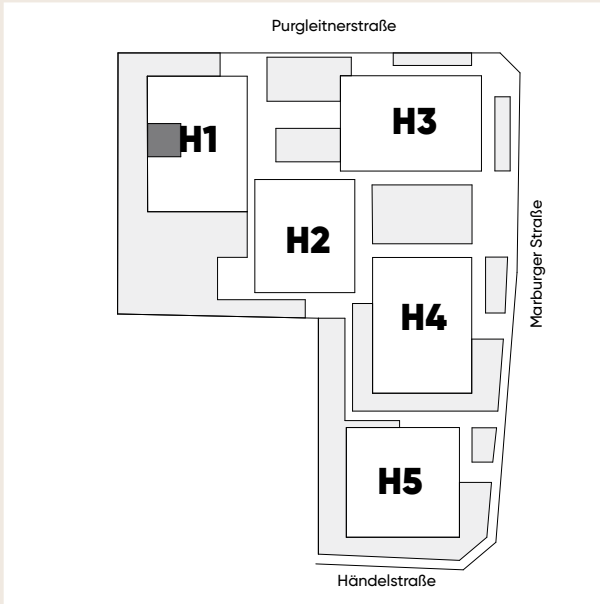 Purgleitnerstraße
H1
H3
H2
Marburger Straße
H4
H5
Händelstraße